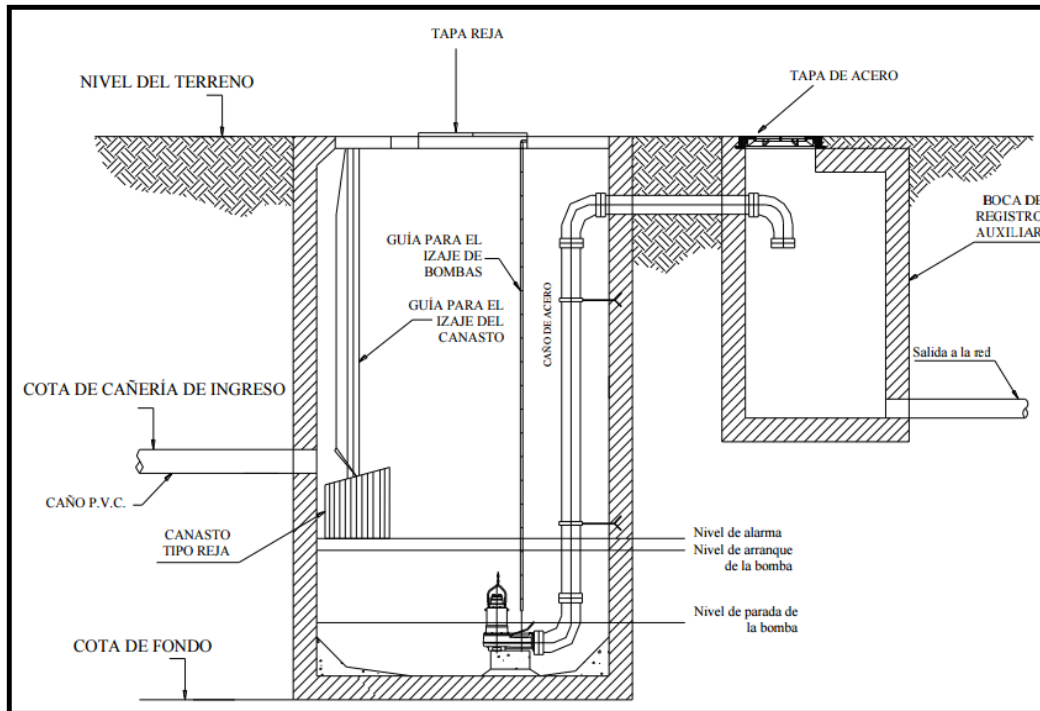 TAPA REJA
NIVEL DEL TERRENO
TAPA DE ACERO
BOCA DE
REGISTRO
AUXILIAR
GUÍA PARA EL
IZAJE DE
BOMBAS
GUÍA PARA EL
IZAJE DEL
CANASTO
CAÑO DE ACERO
Salida a la red
COTA DE CAÑERÍA DE INGRESO
CAÑO P.V.C.
CANASTO
TIPO REJA
Nivel de alarma
Nivel de arranque
de la bomba
Nivel de parada de
la bomba
COTA DE FONDO